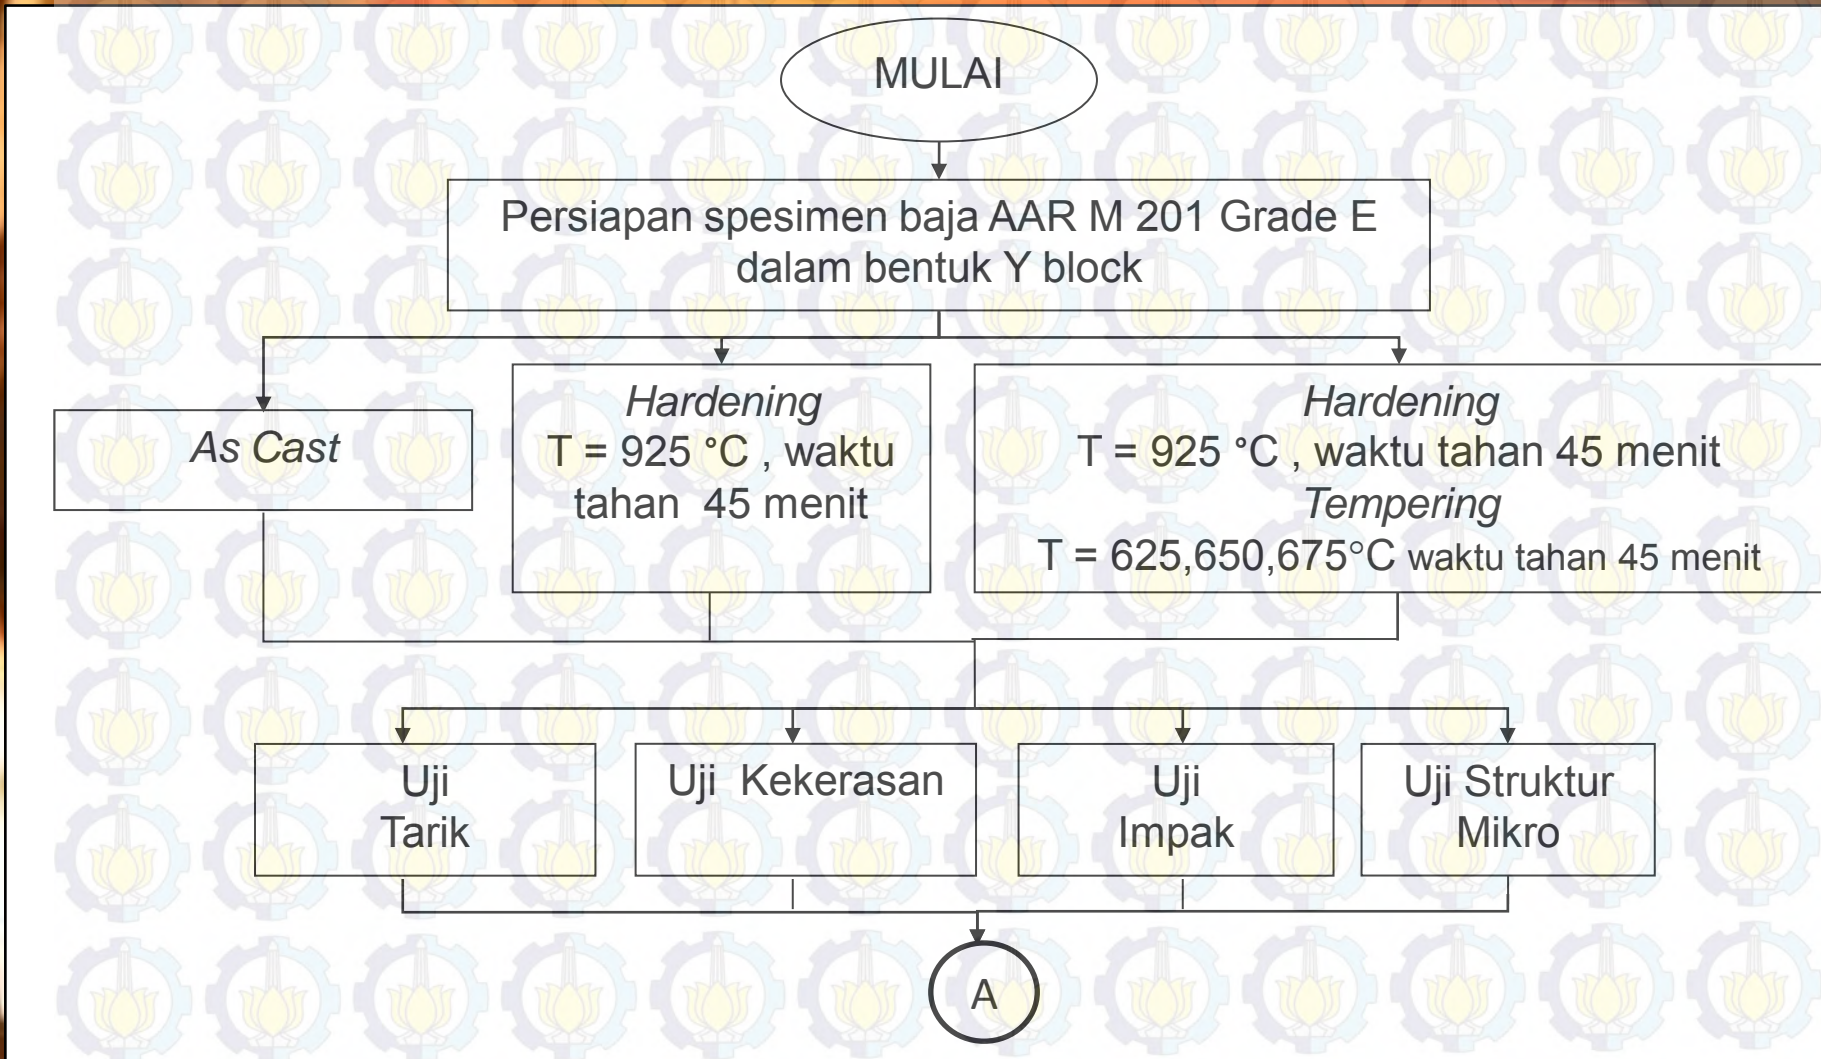 MULAI
Persiapan spesimen baja AAR M 201 Grade E
dalam bentuk Y block
As Cast
Hardening
T = 925 °C , waktu
tahan 45 menit
Hardening
T = 925 °C , waktu tahan 45 menit
Tempering
T = 625,650,675°C waktu tahan 45 menit
Uji
Tarik
Uji Kekerasan
Uji
Impak
Uji Struktur
Mikro
A